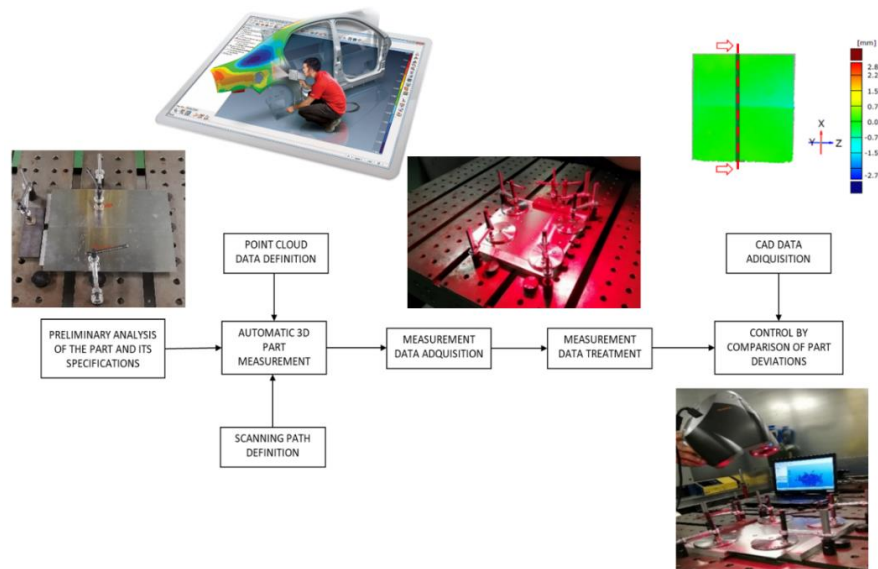 [mm]
2.8
2.2
1.5
0.7
0.0
-0.7
-1.5
-2.2
-2.7
X
Y
Z
POINT CLOUD
DATA DEFINITION
CAD DATA
ADIQUISITION
PRELIMINARY ANALYSIS
OF THE PART AND ITS
SPECIFICATIONS
AUTOMATIC 3D
PART
MEASUREMENT
MEASUREMENT
DATA ADQUISITION
MEASUREMENT
DATA TREATMENT
CONTROL BY
COMPARISON OF PART
DEVIATIONS
SCANNING PATH
DEFINITION